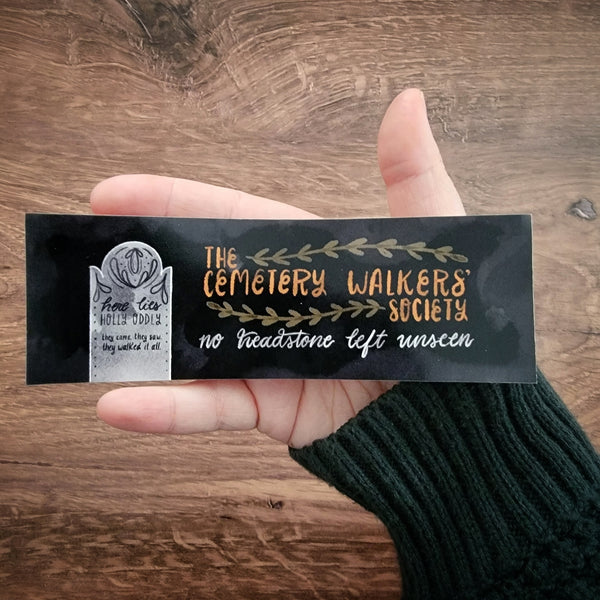 here lies
HOLLY ODDLY
they came. they saw.
they walked it all.
THE
CEMETERY WALKERS'
SOCIETY
no headstone left unseen